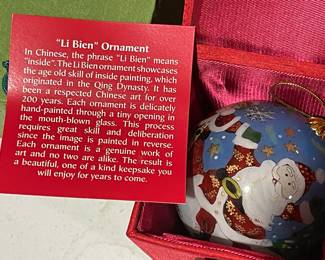 "Li Bien" Ornament
In Chinese, the phrase "Li Bien" means
"inside". The Li Bien ornament showcases
the age old skill of inside painting, which
originated in the Qing Dynasty. It has
been a respected Chinese art for over
200 years. Each ornament is delicately
hand-painted through a tiny opening in
the mouth-blown glass. This process
requires great skill and deliberation
since the image is painted in reverse.
Each ornament is a genuine work of
art and no two are alike. The result is
a beautiful, one of a kind keepsake you
will enjoy for years to come.